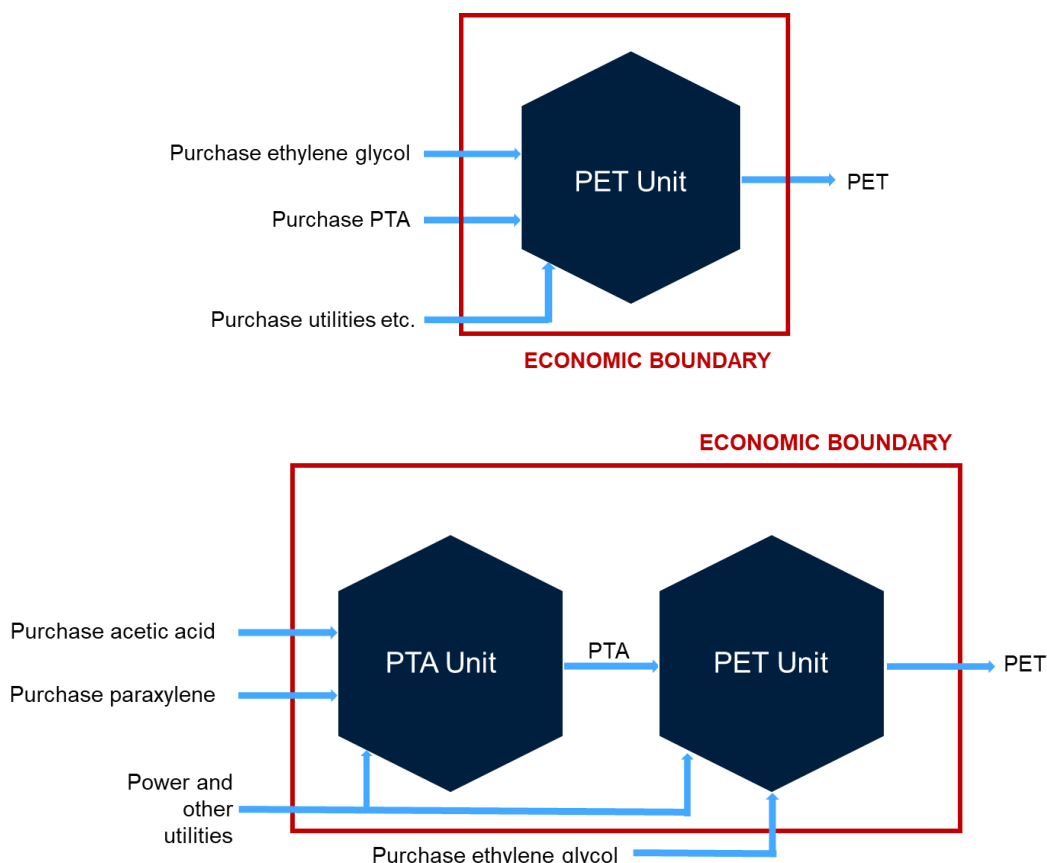 Purchase ethylene glycol
PET Unit
PET
Purchase PTA
Purchase utilities etc.
ECONOMIC BOUNDARY
ECONOMIC BOUNDARY
Purchase acetic acid
PTA Unit
PTA
PET Unit
PET
Purchase paraxylene
Power and
other
utilities
Purchase ethylene glycol